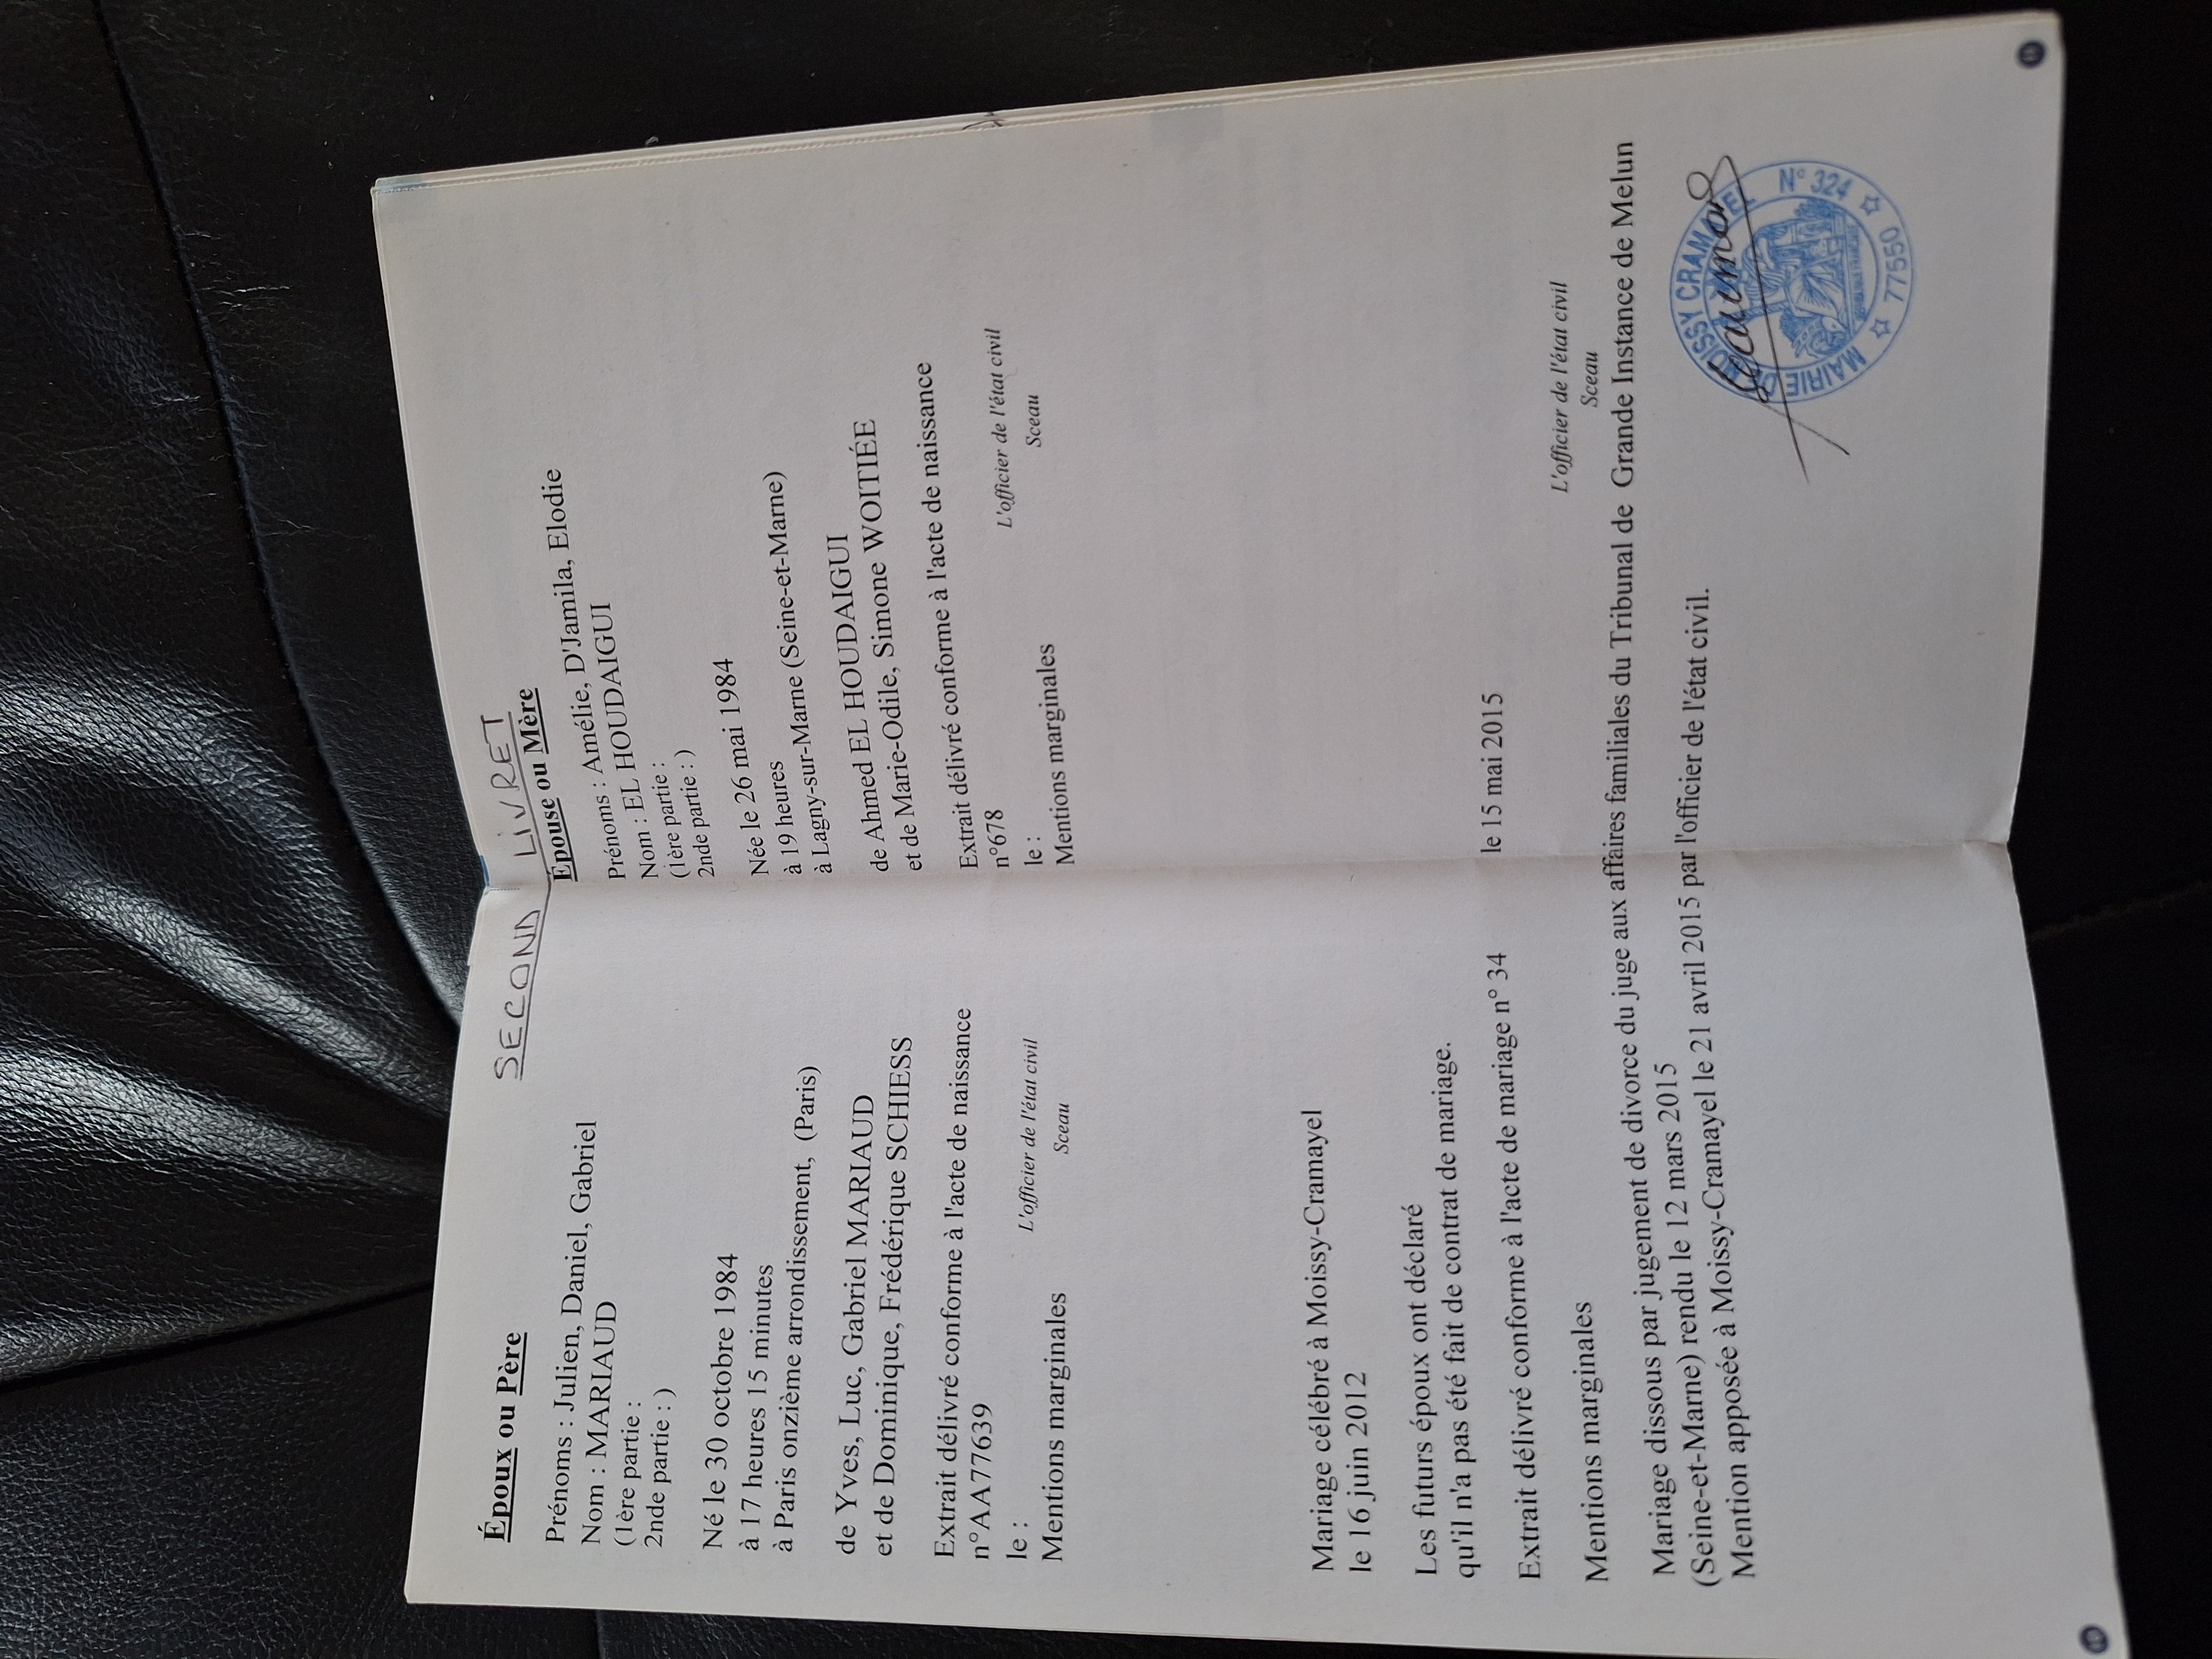 SECOND LIVRET
Époux ou Père
Prénoms : Julien, Daniel, Gabriel
Nom : MARIAUD
(1ère partie :
2nde partie : )
Né le 30 octobre 1984
à 17 heures 15 minutes
à Paris onzième arrondissement, (Paris)
de Yves, Luc, Gabriel MARIAUD
et de Dominique, Frédérique SCHIESS
Extrait délivré conforme à l'acte de naissance
n°AA77639
le :
L'officier de l'état civil
Sceau
Mentions marginales
Épouse ou Mère
Prénoms : Amélie, D'Jamila, Elodie
Nom : EL HOUDAIGUI
(1ère partie :
2nde partie : )
Née le 26 mai 1984
à 19 heures
à Lagny-sur-Marne (Seine-et-Marne)
de Ahmed EL HOUDAIGUI
et de Marie-Odile, Simone WOITIÉE
Extrait délivré conforme à l'acte de naissance
n°678
le :
L'officier de l'état civil
Sceau
Mentions marginales
Mariage célébré à Moissy-Cramayel
le 16 juin 2012
Les futurs époux ont déclaré
qu'il n'a pas été fait de contrat de mariage.
Extrait délivré conforme à l'acte de mariage n° 34 le 15 mai 2015
L'officier de l'état civil
Sceau
Mentions marginales
Mariage dissous par jugement de divorce du juge aux affaires familiales du Tribunal de Grande Instance de Melun
(Seine-et-Marne) rendu le 12 mars 2015
Mention apposée à Moissy-Cramayel le 21 avril 2015 par l'officier de l'état civil.
MAIRIE DE MOISSY CRAMAYEL N° 324
77550